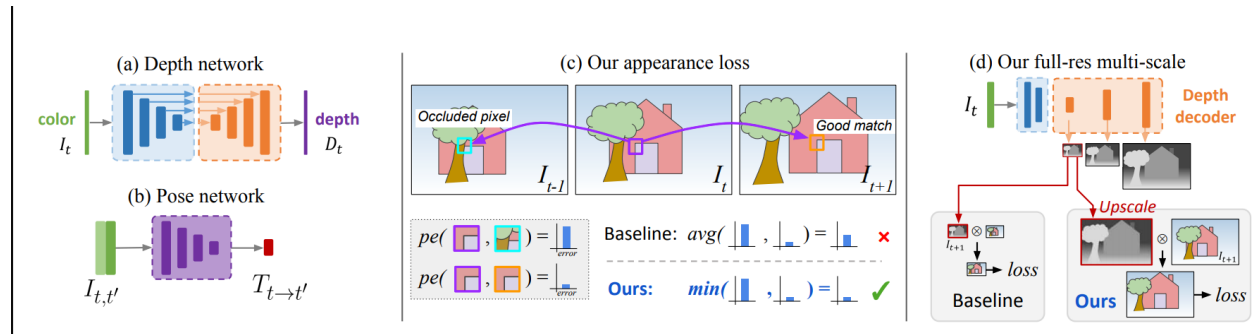 (a) Depth network
color
I_t
depth
D_t
(b) Pose network
I_{t,t'}
T_{t→t'}
(c) Our appearance loss
Occluded pixel
Good match
I_{t-1}
I_t
I_{t+1}
pe( , ) =
error
pe( , ) =
error
Baseline: avg( , ) = ×
Ours: min( , ) = ✓
(d) Our full-res multi-scale
I_t
Depth
decoder
Upscale
I_{t+1}
⊗
loss
Baseline
⊗
I_{t+1}
loss
Ours